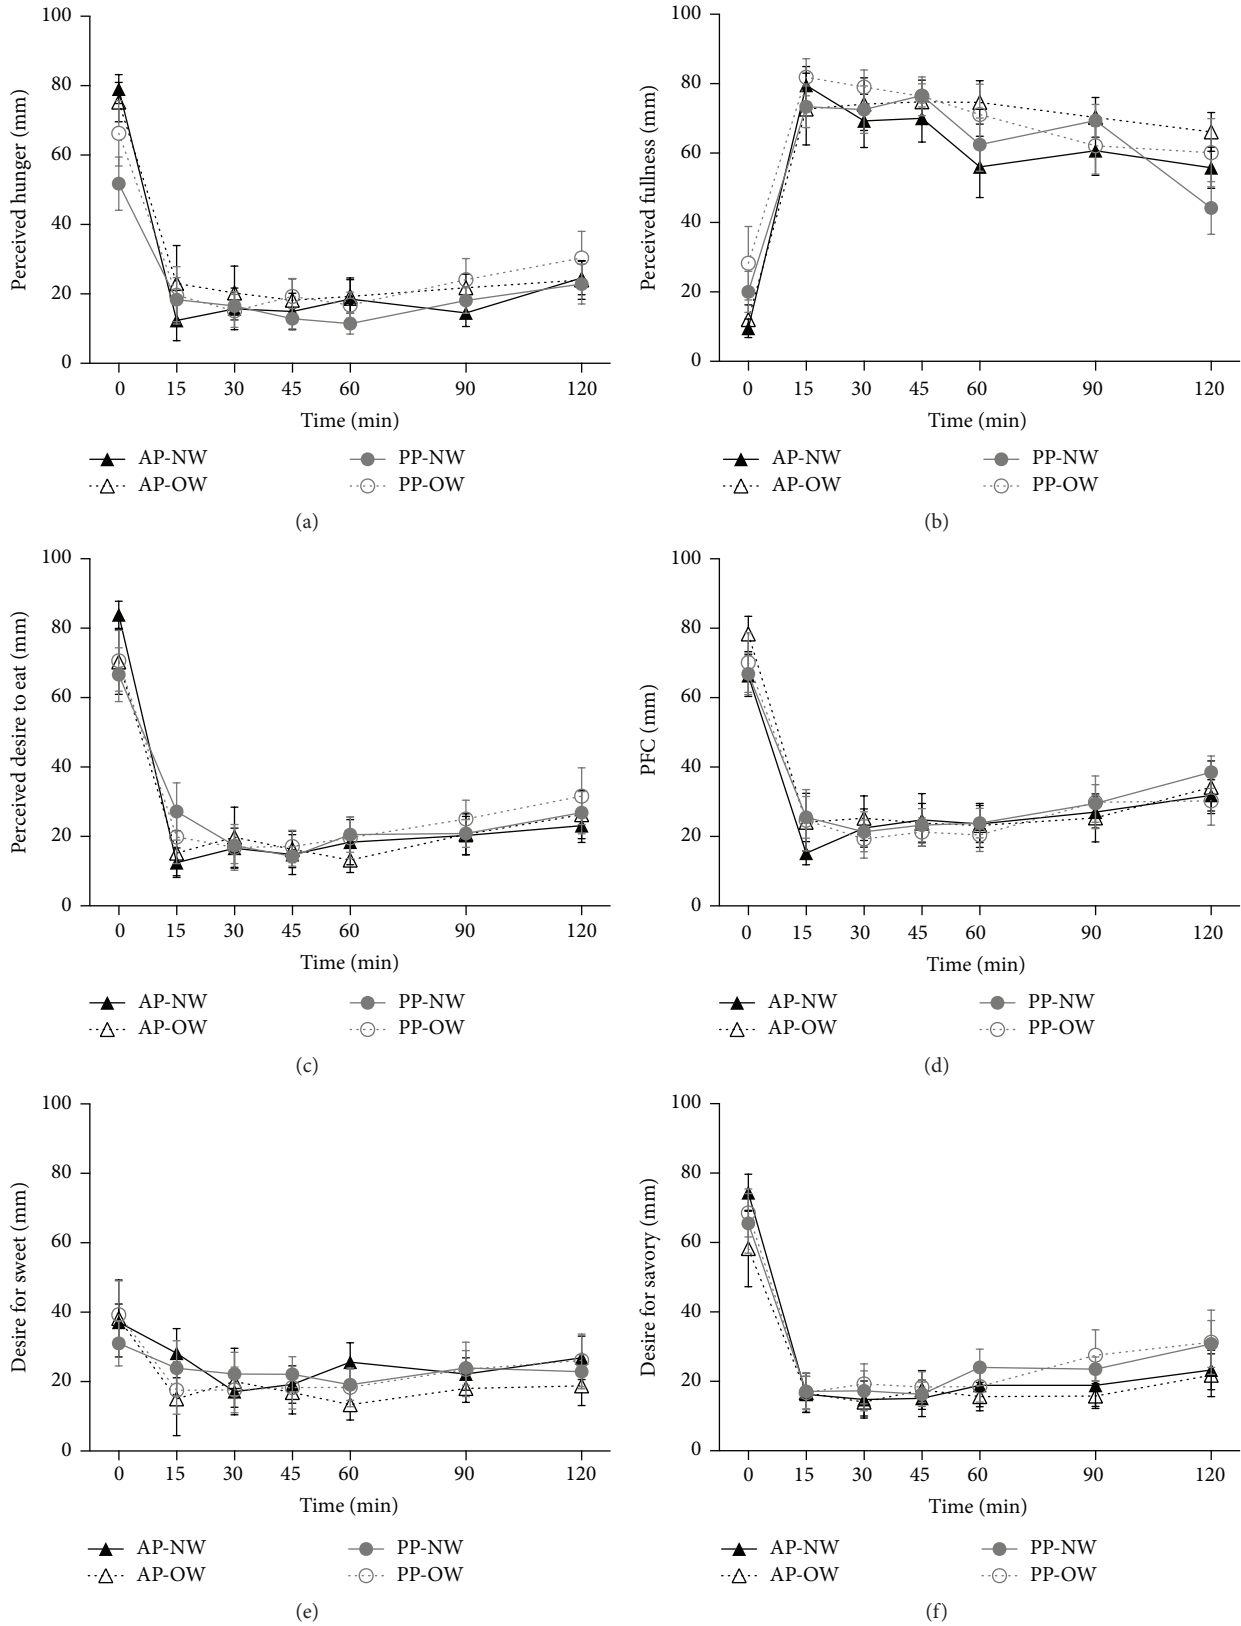 100
80
60
40
20
0
Perceived hunger (mm)
0 15 30 45 60 90 120
Time (min)
AP-NW PP-NW
AP-OW PP-OW
(a)
100
80
60
40
20
0
Perceived fullness (mm)
0 15 30 45 60 90 120
Time (min)
AP-NW PP-NW
AP-OW PP-OW
(b)
100
80
60
40
20
0
Perceived desire to eat (mm)
0 15 30 45 60 90 120
Time (min)
AP-NW PP-NW
AP-OW PP-OW
(c)
100
80
60
40
20
0
PFC (mm)
0 15 30 45 60 90 120
Time (min)
AP-NW PP-NW
AP-OW PP-OW
(d)
100
80
60
40
20
0
Desire for sweet (mm)
0 15 30 45 60 90 120
Time (min)
AP-NW PP-NW
AP-OW PP-OW
(e)
100
80
60
40
20
0
Desire for savory (mm)
0 15 30 45 60 90 120
Time (min)
AP-NW PP-NW
AP-OW PP-OW
(f)